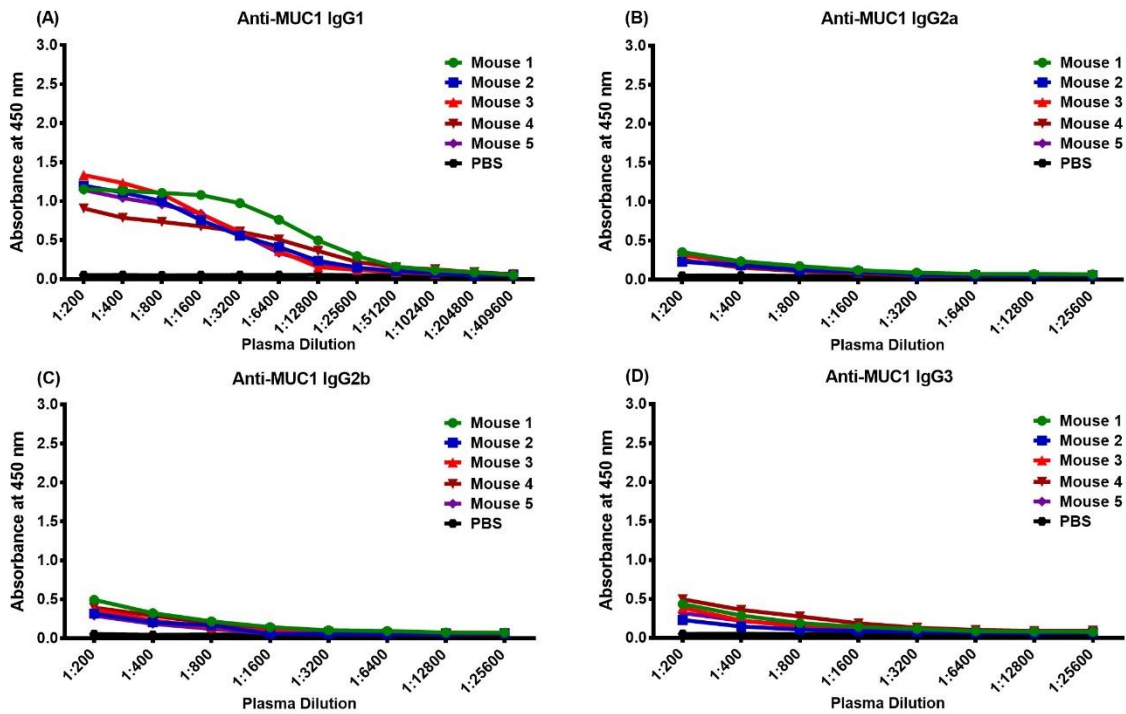 (A)
Anti-MUC1 IgG1
Absorbance at 450 nm
3.0
2.5
2.0
1.5
1.0
0.5
0.0
Mouse 1
Mouse 2
Mouse 3
Mouse 4
Mouse 5
PBS
1:200
1:400
1:800
1:1600
1:3200
1:6400
1:12800
1:25600
1:51200
1:102400
1:204800
1:409600
Plasma Dilution
(B)
Anti-MUC1 IgG2a
Absorbance at 450 nm
3.0
2.5
2.0
1.5
1.0
0.5
0.0
Mouse 1
Mouse 2
Mouse 3
Mouse 4
Mouse 5
PBS
1:200
1:400
1:800
1:1600
1:3200
1:6400
1:12800
1:25600
Plasma Dilution
(C)
Anti-MUC1 IgG2b
Absorbance at 450 nm
3.0
2.5
2.0
1.5
1.0
0.5
0.0
Mouse 1
Mouse 2
Mouse 3
Mouse 4
Mouse 5
PBS
1:200
1:400
1:800
1:1600
1:3200
1:6400
1:12800
1:25600
Plasma Dilution
(D)
Anti-MUC1 IgG3
Absorbance at 450 nm
3.0
2.5
2.0
1.5
1.0
0.5
0.0
Mouse 1
Mouse 2
Mouse 3
Mouse 4
Mouse 5
PBS
1:200
1:400
1:800
1:1600
1:3200
1:6400
1:12800
1:25600
Plasma Dilution